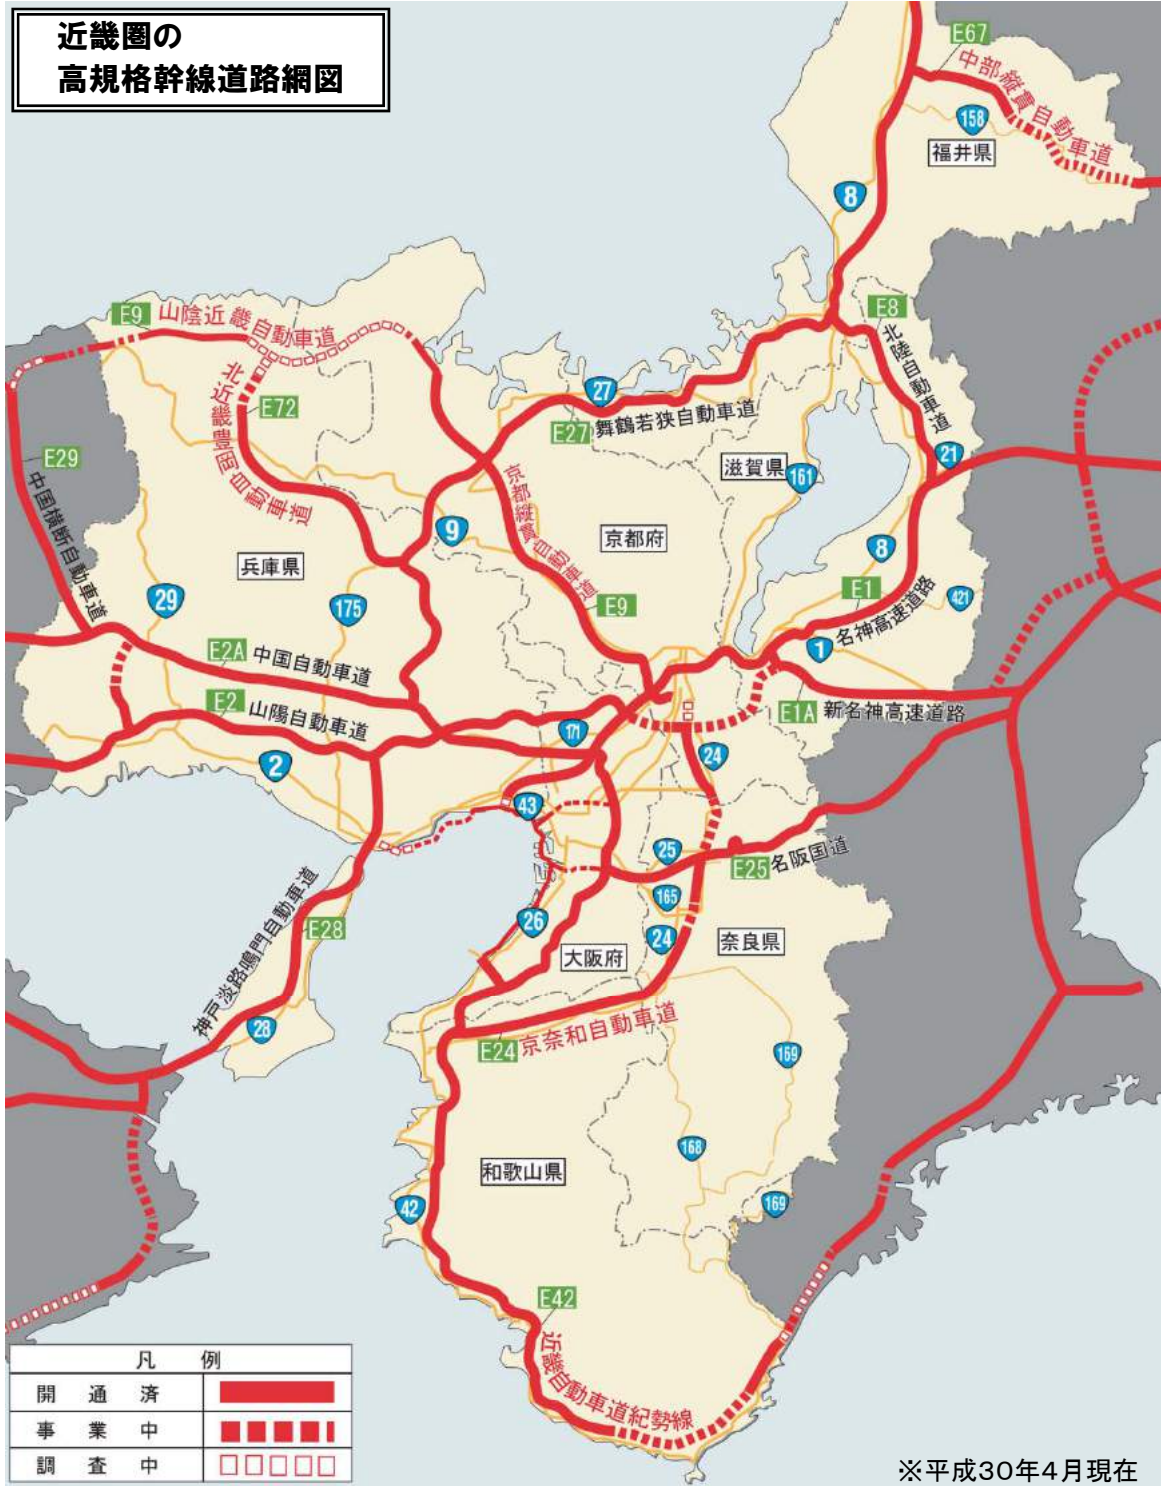 近畿圏の
高規格幹線道路網図
E67
中部縦貫自動車道
158
福井県
8
E9
山陰近畿自動車道
E8
北陸自動車道
北近畿豊岡自動車道
E72
27
E27
舞鶴若狭自動車道
E29
中国横断自動車道
滋賀県
161
21
京都縦貫自動車道
9
京都府
兵庫県
8
29
175
E9
E1
421
名神高速道路
1
E2A
中国自動車道
E2
山陽自動車道
E1A
新名神高速道路
171
24
2
43
25
E25
名阪国道
165
神戸淡路鳴門自動車道
E28
26
24
大阪府
奈良県
28
E24
京奈和自動車道
169
168
和歌山県
42
169
E42
近畿自動車道紀勢線
凡例
開通済
事業中
調査中
※平成30年4月現在